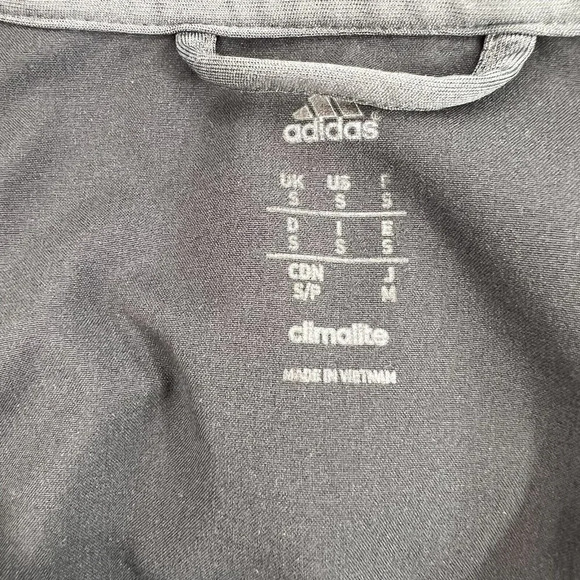 adidas®
UK US F
S S S
D I E
S S S
CDN J
S/P M
climalite
MADE IN VIETNAM